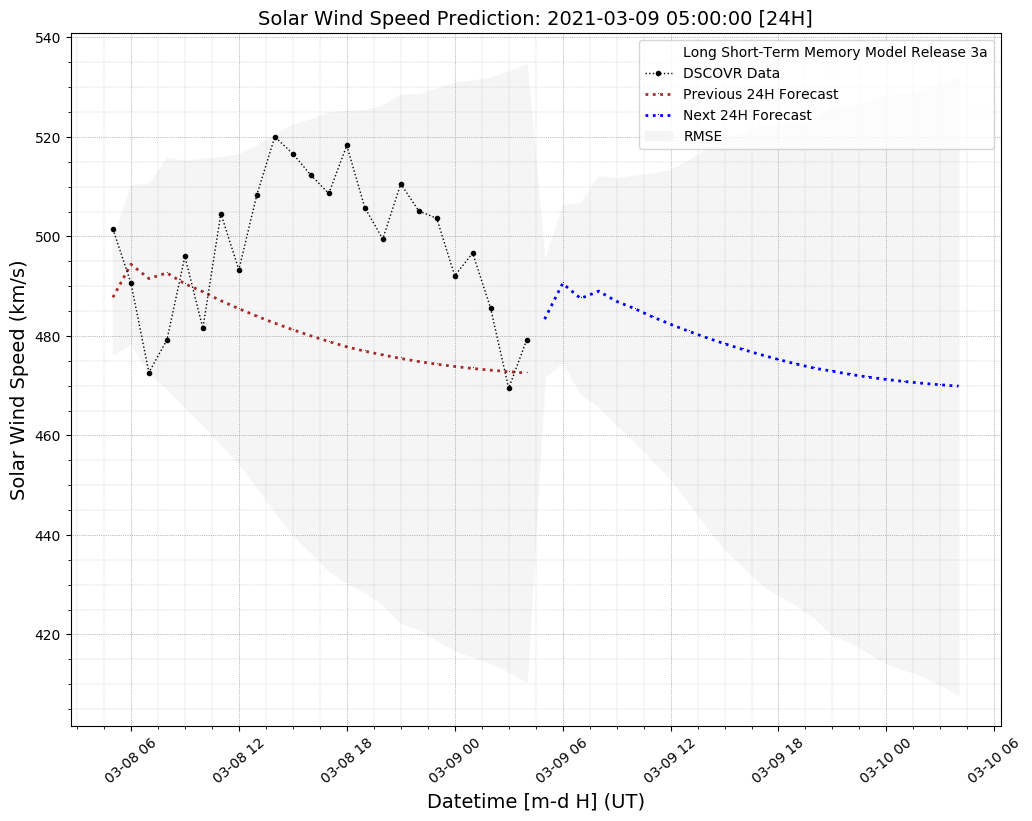 Solar Wind Speed Prediction: 2021-03-09 05:00:00 [24H]
Long Short-Term Memory Model Release 3a
DSCOVR Data
Previous 24H Forecast
Next 24H Forecast
RMSE
Solar Wind Speed (km/s)
540
520
500
480
460
440
420
03-08 06
03-08 12
03-08 18
03-09 00
03-09 06
03-09 12
03-09 18
03-10 00
03-10 06
Datetime [m-d H] (UT)